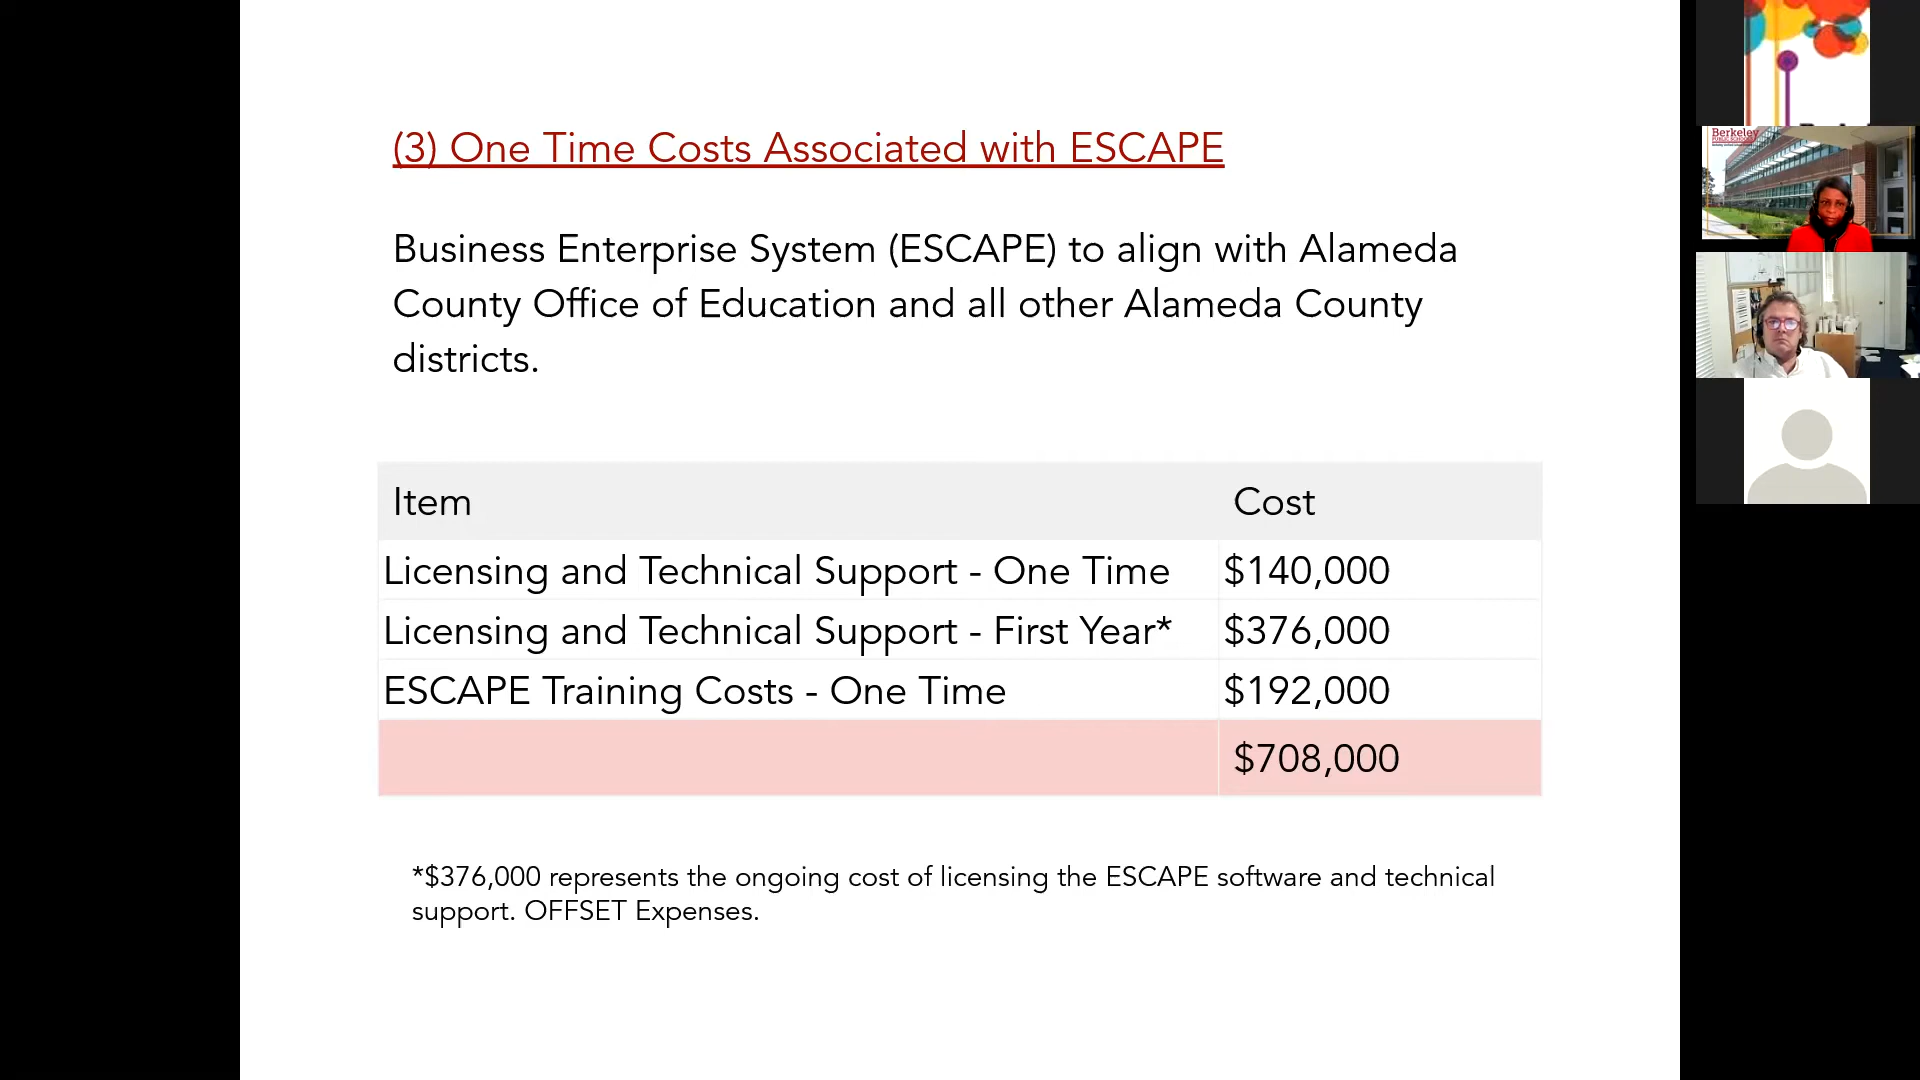 (3) One Time Costs Associated with ESCAPE
Business Enterprise System (ESCAPE) to align with Alameda
County Office of Education and all other Alameda County
districts.
Item Cost
Licensing and Technical Support - One Time $140,000
Licensing and Technical Support - First Year* $376,000
ESCAPE Training Costs - One Time $192,000
$708,000
*$376,000 represents the ongoing cost of licensing the ESCAPE software and technical
support. OFFSET Expenses.
Berkeley